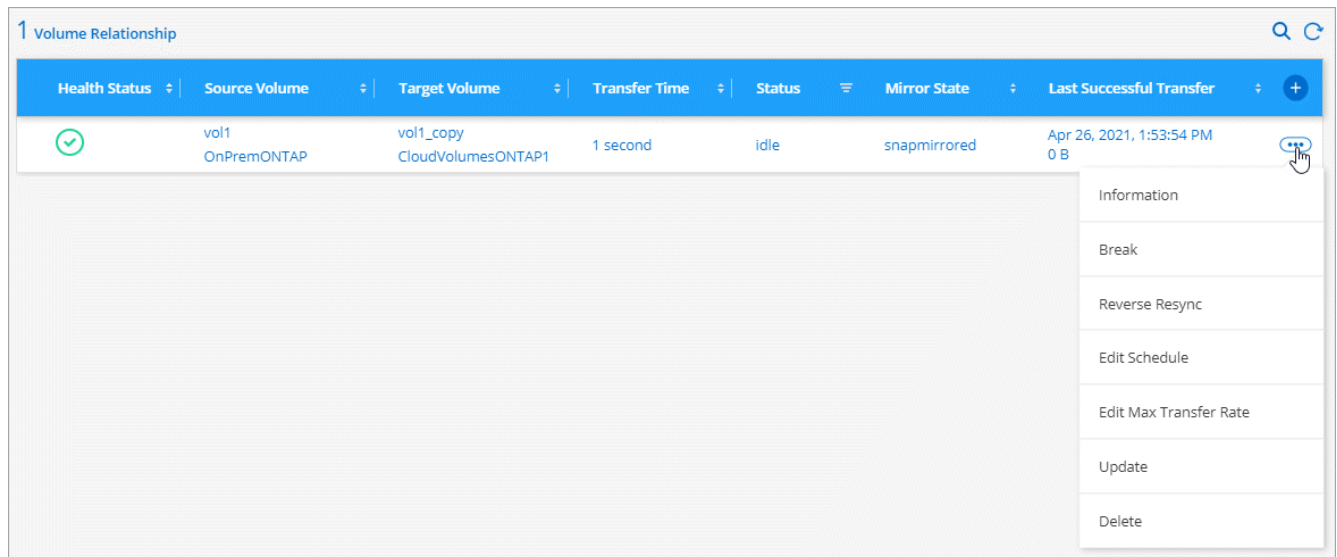 1 Volume Relationship
Health Status Source Volume Target Volume Transfer Time Status Mirror State Last Successful Transfer
vol1 vol1_copy 1 second idle snapmirrored Apr 26, 2021, 1:53:54 PM
OnPremONTAP CloudVolumesONTAP1 0 B
Information
Break
Reverse Resync
Edit Schedule
Edit Max Transfer Rate
Update
Delete